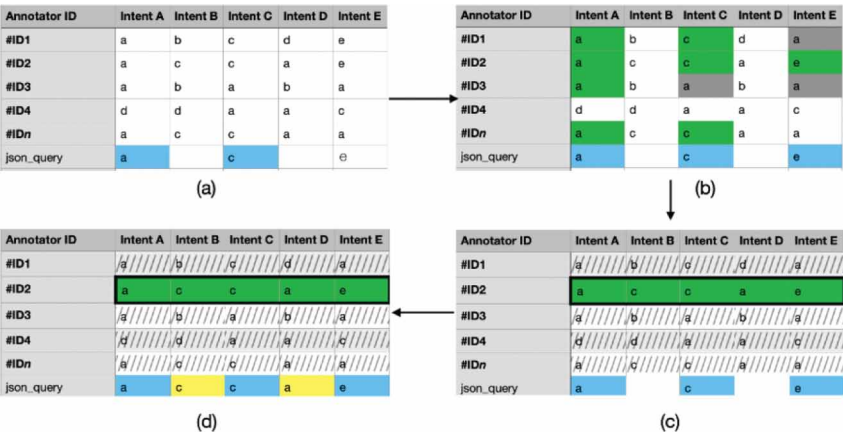 Annotator ID Intent A Intent B Intent C Intent D Intent E
#ID1 a b c d e
#ID2 a c c a e
#ID3 a b a b a
#ID4 d d a a c
#IDn a c c a a
json_query a c e
(a)
Annotator ID Intent A Intent B Intent C Intent D Intent E
#ID1 a b c d a
#ID2 a c c a e
#ID3 a b a b a
#ID4 d d a a c
#IDn a c c a a
json_query a c e
(b)
Annotator ID Intent A Intent B Intent C Intent D Intent E
#ID1 a b c d a
#ID2 a c c a e
#ID3 a b a b a
#ID4 d d a a c
#IDn a c c a a
json_query a c c a e
(d)
Annotator ID Intent A Intent B Intent C Intent D Intent E
#ID1 a b c d a
#ID2 a c c a e
#ID3 a b a b a
#ID4 d d a a c
#IDn a c c a a
json_query a c e
(c)